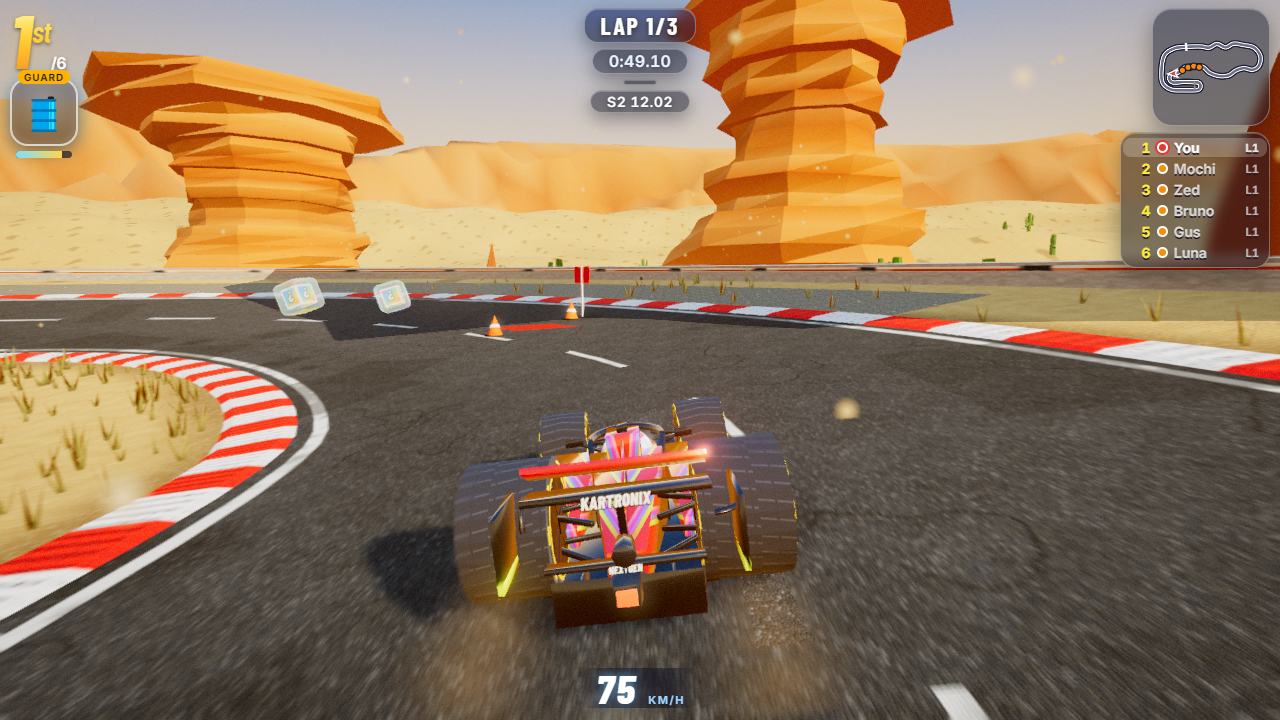 1st
/6
GUARD
LAP 1/3
0:49.10
S2 12.02
1 You L1
2 Mochi L1
3 Zed L1
4 Bruno L1
5 Gus L1
6 Luna L1
KARTRONIX
NEXTGEN
75 KM/H